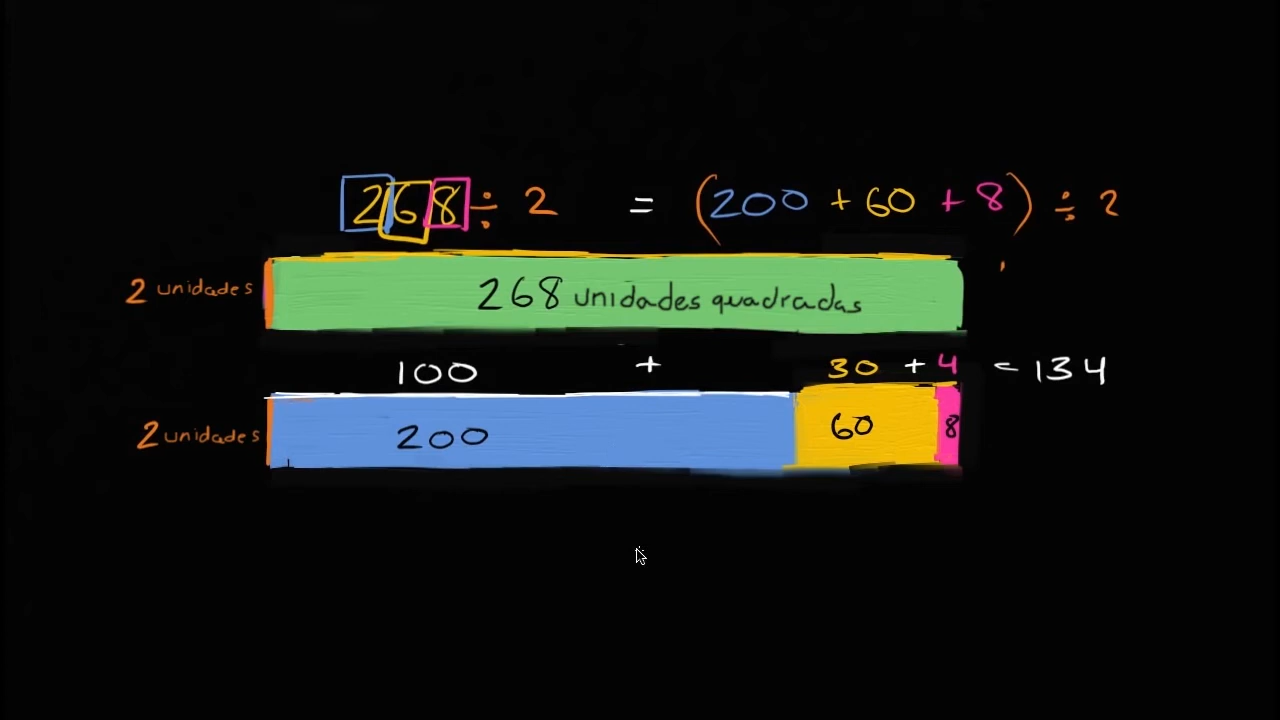 268 ÷ 2 = (200 + 60 + 8) ÷ 2
2 unidades 268 unidades quadradas
100 + 30 + 4 = 134
2 unidades 200 60 8